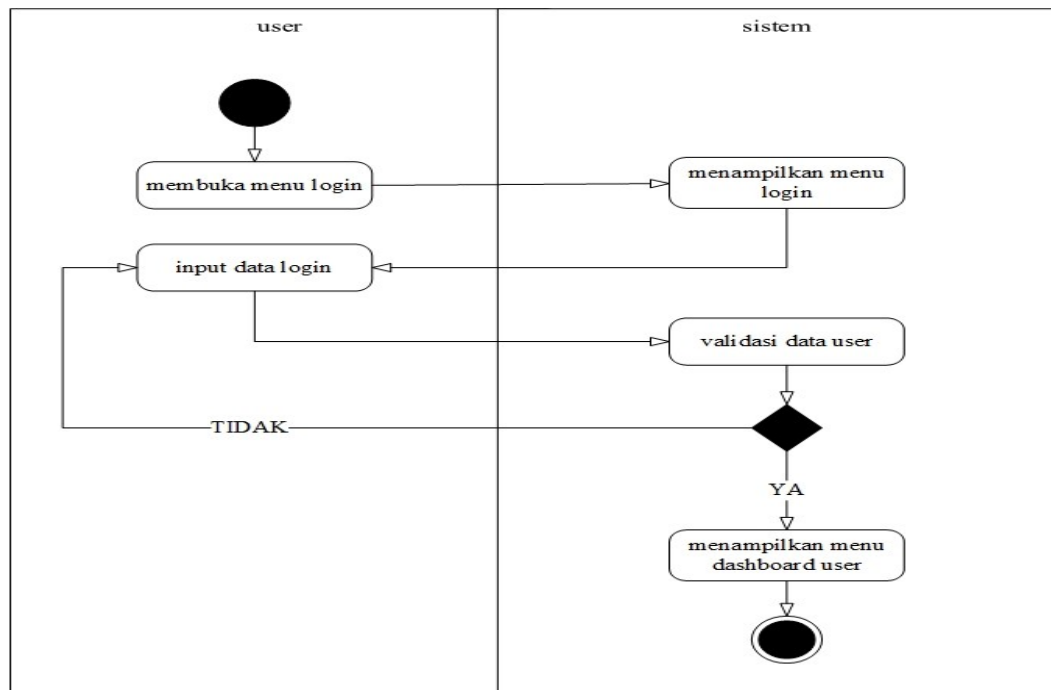 user
sistem
membuka menu login
menampilkan menu
login
input data login
validasi data user
TIDAK
YA
menampilkan menu
dashboard user